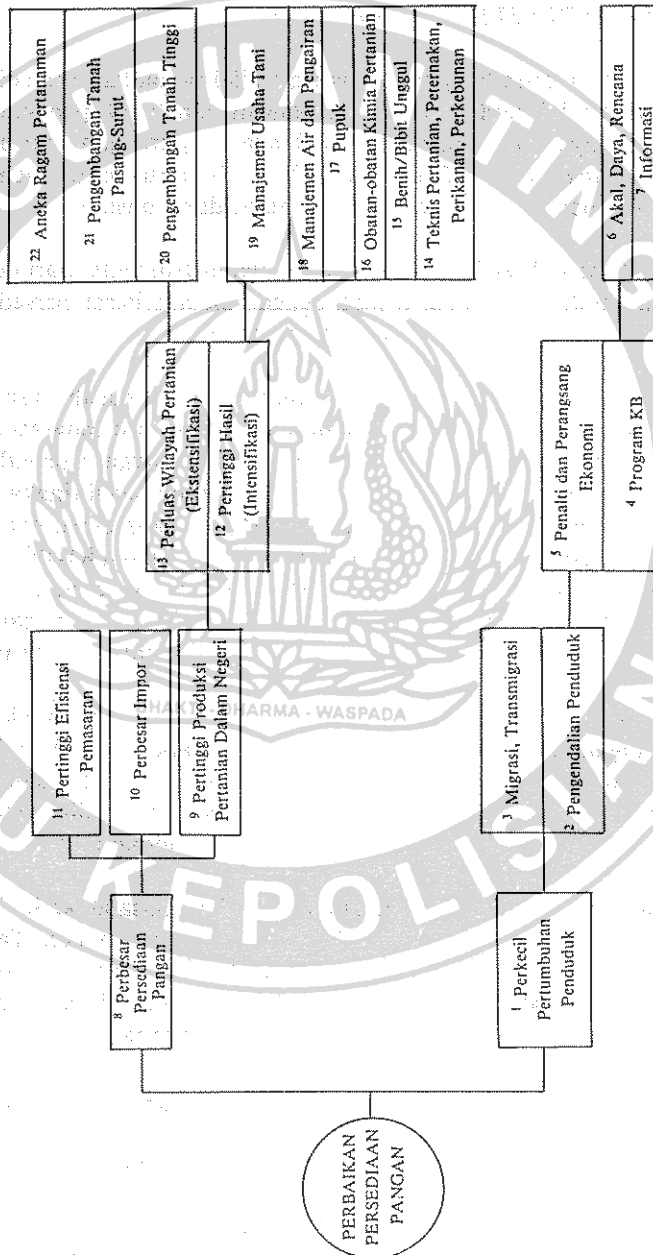 PERBAIKAN
PERSEDIAAN
PANGAN
8 Perbesar
Persediaan
Pangan
1 Perkecil
Pertumbuhan
Penduduk
11 Pertinggi Efisiensi
Pemasaran
10 Perbesar Impor
9 Pertinggi Produksi
Pertanian Dalam Negeri
3 Migrasi, Transmigrasi
2 Pengendalian Penduduk
13 Perluas Wilayah Pertanian
(Ekstensifikasi)
12 Pertinggi Hasil
(Intensifikasi)
5 Penalti dan Perangsang
Ekonomi
4 Program KB
22 Aneka Ragam Pertanaman
21 Pengembangan Tanah
Pasang-Surut
20 Pengembangan Tanah Tinggi
19 Manajemen Usaha Tani
18 Manajemen Air dan Pengairan
17 Pupuk
16 Obatan-obatan Kimia Pertanian
15 Benih/Bibit Unggul
14 Teknis Pertanian, Peternakan,
Perikanan, Perkebunan
6 Akal, Daya, Rencana
7 Informasi
DHARMA - WASPADA
KEPOLISIAN